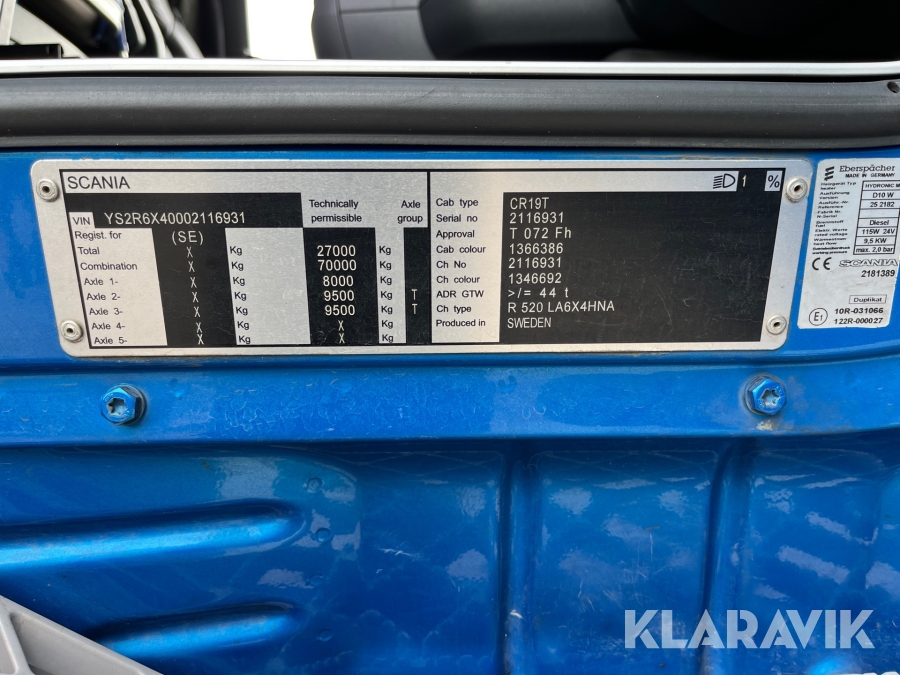 SCANIA
VIN YS2R6X40002116931
Technically permissible
Axle group
Regist. for (SE)
Total X Kg 27000 Kg
Combination X Kg 70000 Kg
Axle 1- X Kg 8000 Kg
Axle 2- X Kg 9500 Kg T
Axle 3- X Kg 9500 Kg T
Axle 4- X Kg X Kg
Axle 5- X Kg X Kg
1 %
Cab type CR19T
Serial no 2116931
Approval T 072 Fh
Cab colour 1366386
Ch No 2116931
Ch colour 1346692
ADR GTW >/= 44 t
Ch type R 520 LA6X4HNA
Produced in SWEDEN
Eberspächer
MADE IN GERMANY
HYDRONIC M
D10 W
25 2182
Diesel
115W 24V
9,5 KW
max. 2,0 bar
CE SCANIA
2181389
Duplikat
E1 10R-031066
122R-000027
KLARAVIK